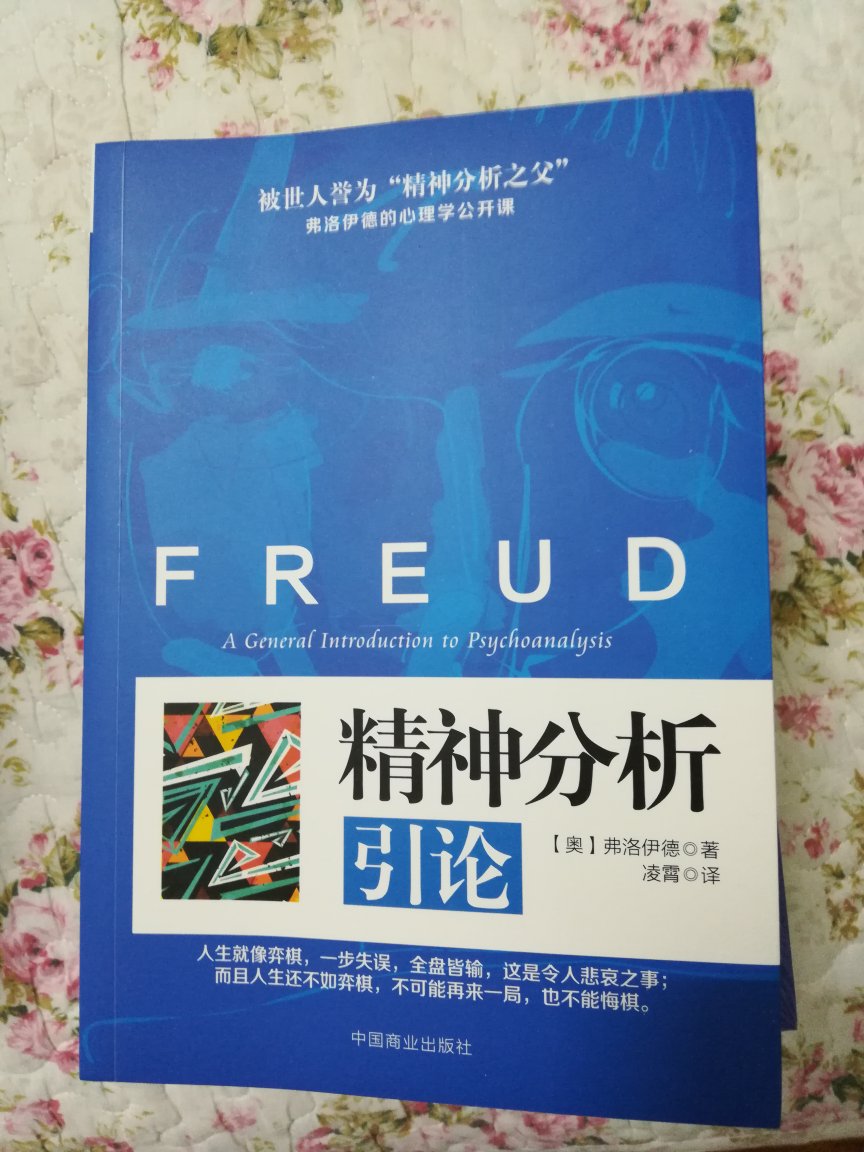 被世人誉为“精神分析之父”
弗洛伊德的心理学公开课
FREUD
A General Introduction to Psychoanalysis
精神分析
引论
【奥】弗洛伊德◎著
凌霄◎译
人生就像弈棋，一步失误，全盘皆输，这是令人悲哀之事；
而且人生还不如弈棋，不可能再来一局，也不能悔棋。
中国商业出版社